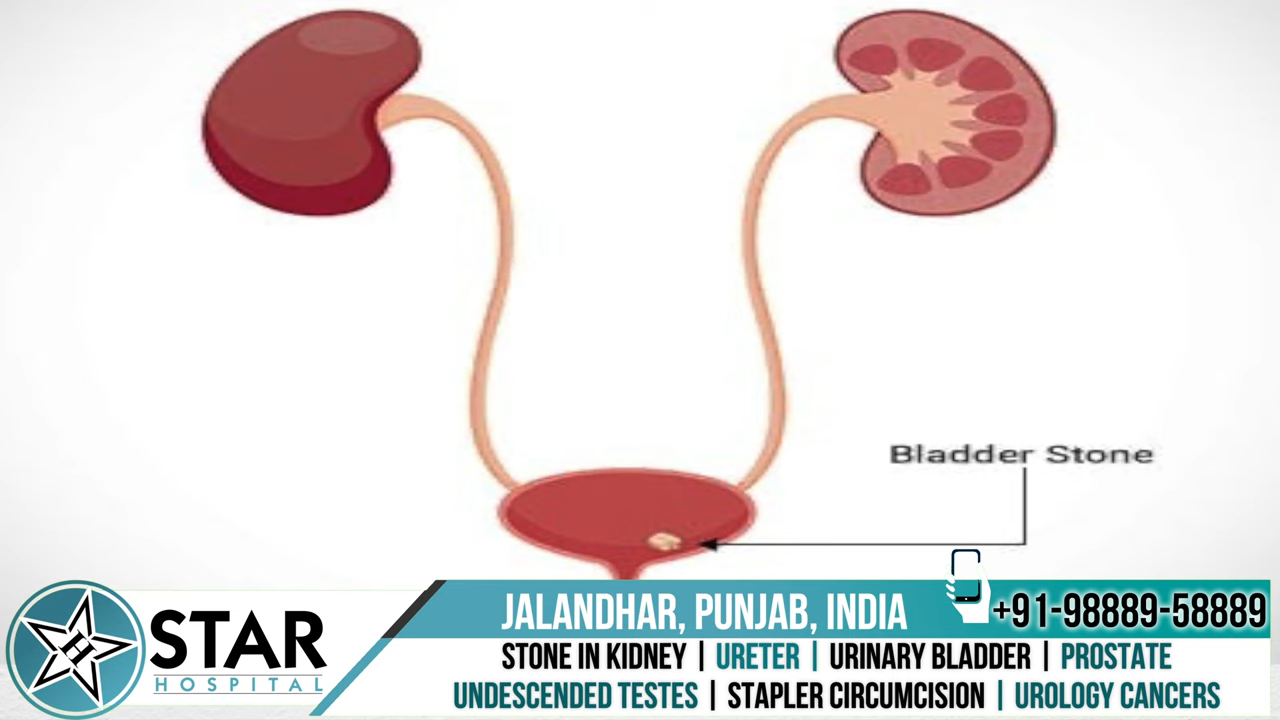 Bladder Stone
STAR
HOSPITAL
JALANDHAR, PUNJAB, INDIA
+91-98889-58889
STONE IN KIDNEY | URETER | URINARY BLADDER | PROSTATE
UNDESCENDED TESTES | STAPLER CIRCUMCISION | UROLOGY CANCERS